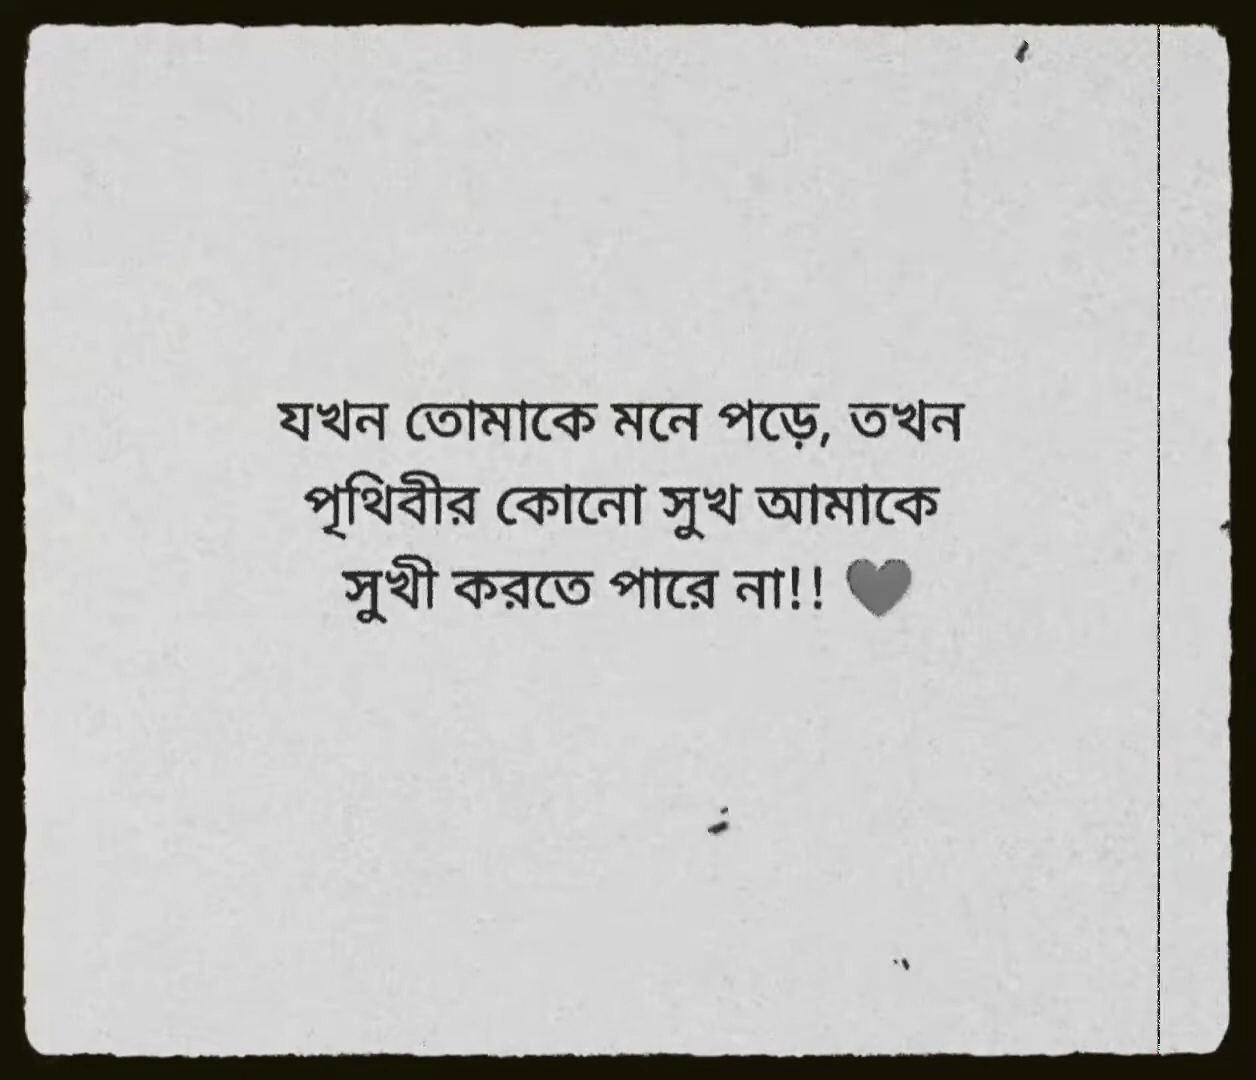 যখন তোমাকে মনে পড়ে, তখন
পৃথিবীর কোনো সুখ আমাকে
সুখী করতে পারে না!! 🖤